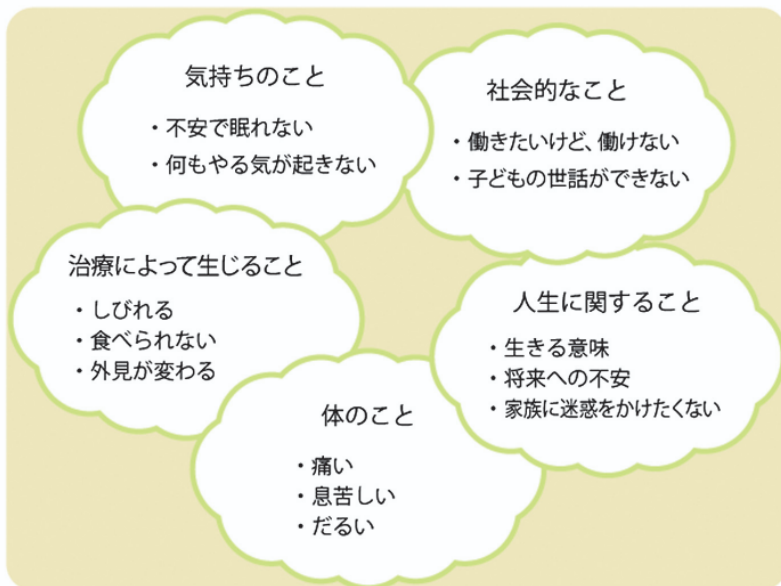 気持ちのこと
・不安で眠れない
・何もやる気が起きない
社会的なこと
・働きたいけど、働けない
・子どもの世話ができない
治療によって生じること
・しびれる
・食べられない
・外見が変わる
人生に関すること
・生きる意味
・将来への不安
・家族に迷惑をかけたくない
体のこと
・痛い
・息苦しい
・だるい